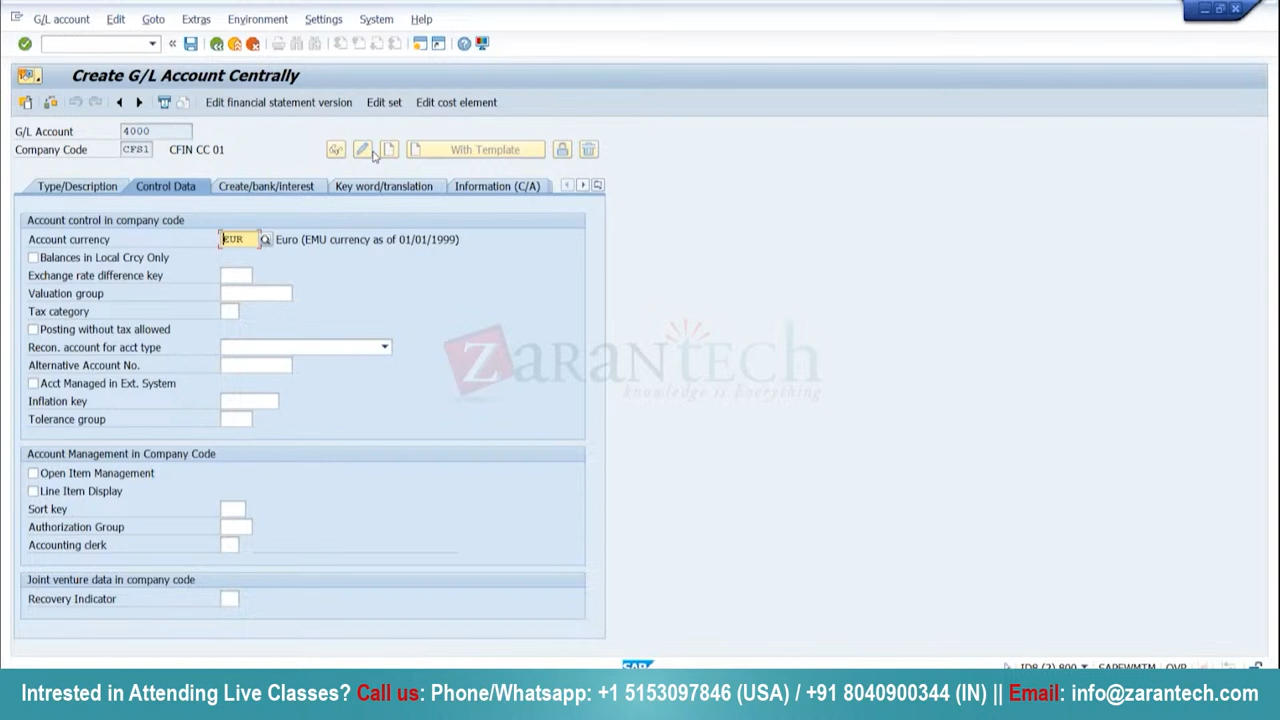 G/L account Edit Goto Extras Environment Settings System Help
Create G/L Account Centrally
Edit financial statement version Edit set Edit cost element
G/L Account 4000
Company Code CFS1 CFIN CC 01 With Template
Type/Description Control Data Create/bank/interest Key word/translation Information (C/A)
Account control in company code
Account currency EUR Euro (EMU currency as of 01/01/1999)
Balances in Local Crcy Only
Exchange rate difference key
Valuation group
Tax category
Posting without tax allowed
Recon. account for acct type
Alternative Account No.
Acct Managed in Ext. System
Inflation key
Tolerance group
zarantech
knowledge is Everything
Account Management in Company Code
Open Item Management
Line Item Display
Sort key
Authorization Group
Accounting clerk
Joint venture data in company code
Recovery Indicator
SAP
Intrested in Attending Live Classes? Call us: Phone/Whatsapp: +1 5153097846 (USA) / +91 8040900344 (IN) || Email: info@zarantech.com